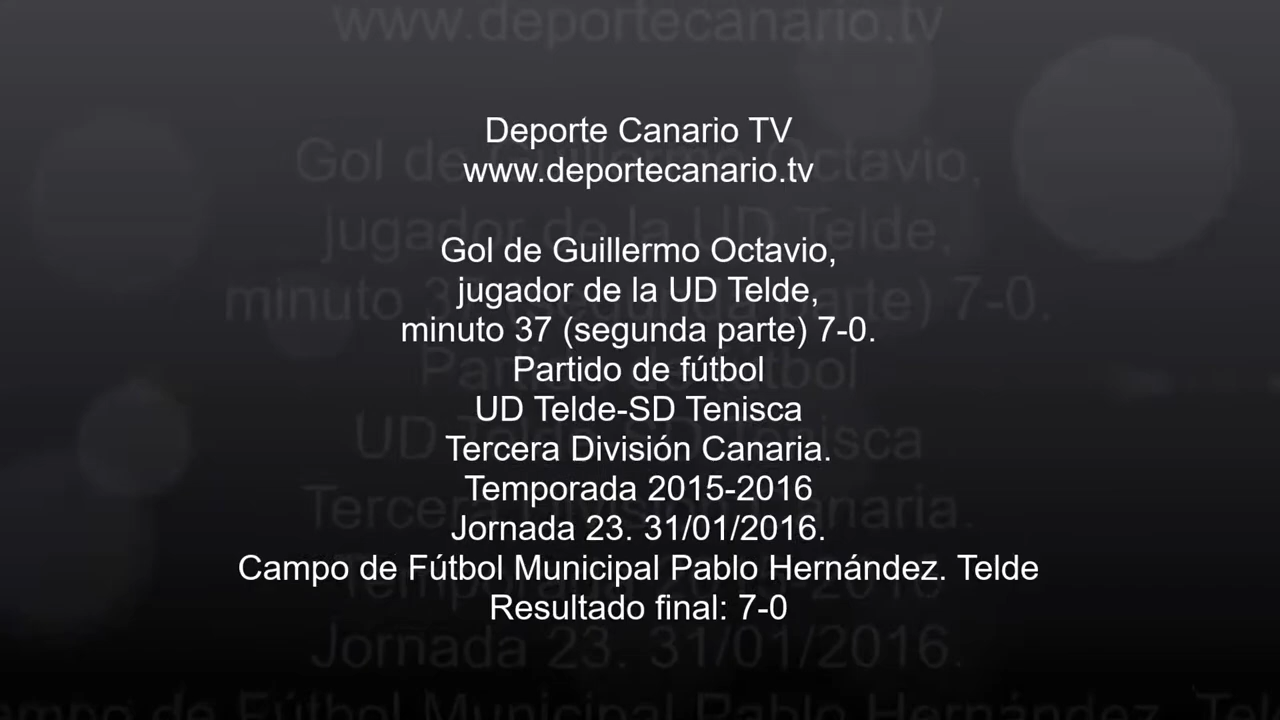 Deporte Canario TV
www.deportecanario.tv
Gol de Guillermo Octavio,
jugador de la UD Telde,
minuto 37 (segunda parte) 7-0.
Partido de fútbol
UD Telde-SD Tenisca
Tercera División Canaria.
Temporada 2015-2016
Jornada 23. 31/01/2016.
Campo de Fútbol Municipal Pablo Hernández. Telde
Resultado final: 7-0